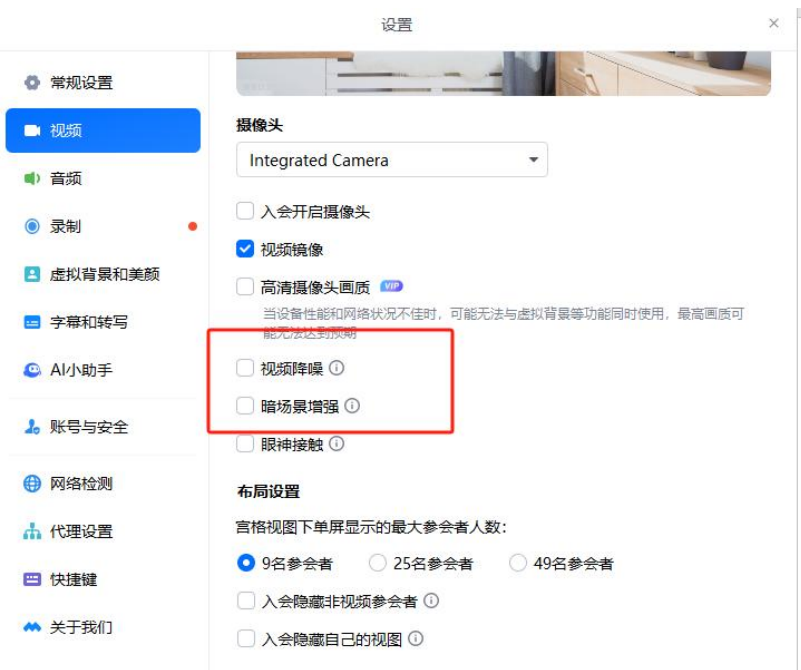 设置
常规设置
视频
音频
录制
虚拟背景和美颜
字幕和转写
AI小助手
账号与安全
网络检测
代理设置
快捷键
关于我们
摄像头
Integrated Camera
入会开启摄像头
视频镜像
高清摄像头画质 VIP
当设备性能和网络状况不佳时，可能无法与虚拟背景等功能同时使用，最高画质可
能无法达到预期
视频降噪
暗场景增强
眼神接触
布局设置
宫格视图下单屏显示的最大参会者人数：
9名参会者 25名参会者 49名参会者
入会隐藏非视频参会者
入会隐藏自己的视图